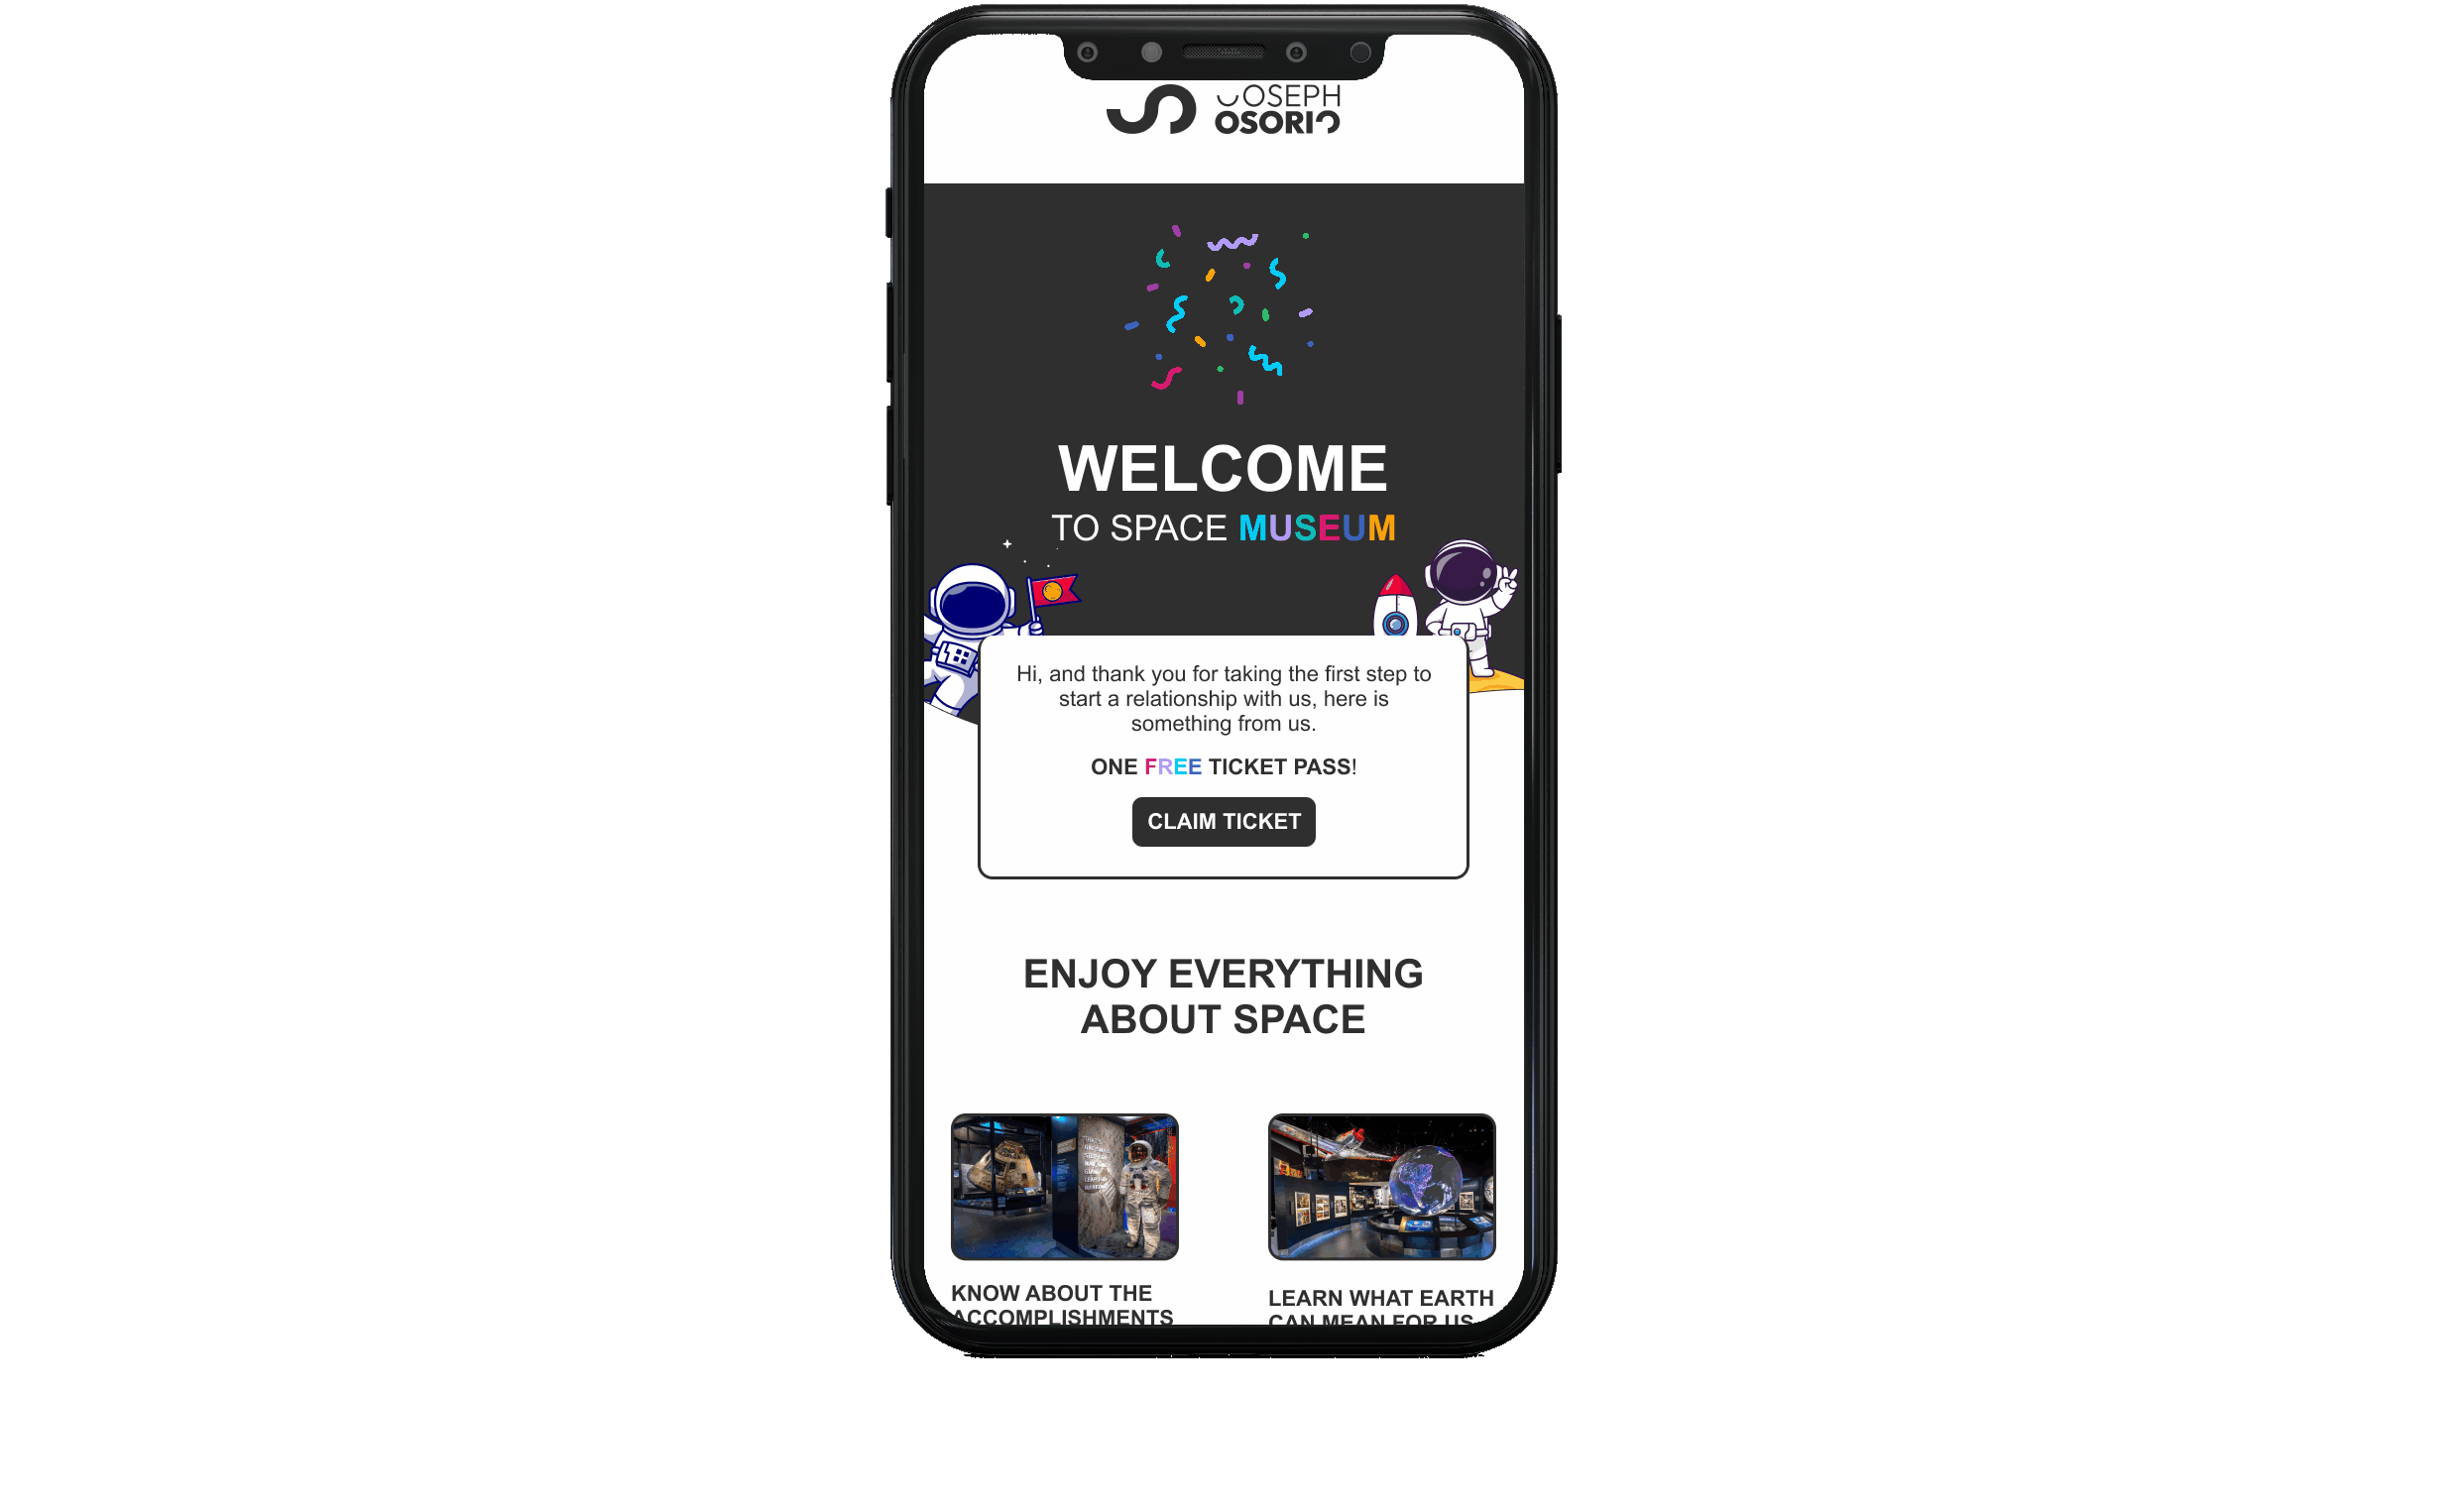 JOSEPH
OSORIO
WELCOME
TO SPACE MUSEUM
Hi, and thank you for taking the first step to
start a relationship with us, here is
something from us.
ONE FREE TICKET PASS!
CLAIM TICKET
ENJOY EVERYTHING
ABOUT SPACE
KNOW ABOUT THE
ACCOMPLISHMENTS
LEARN WHAT EARTH
CAN MEAN FOR US